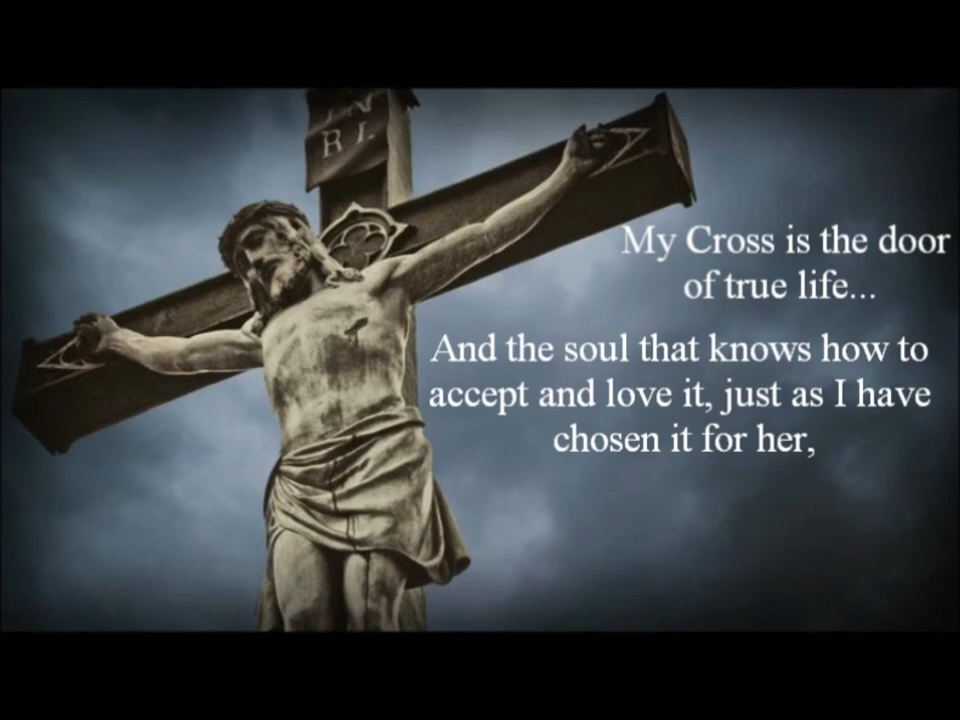 IN
R I.
My Cross is the door
of true life...
And the soul that knows how to
accept and love it, just as I have
chosen it for her,